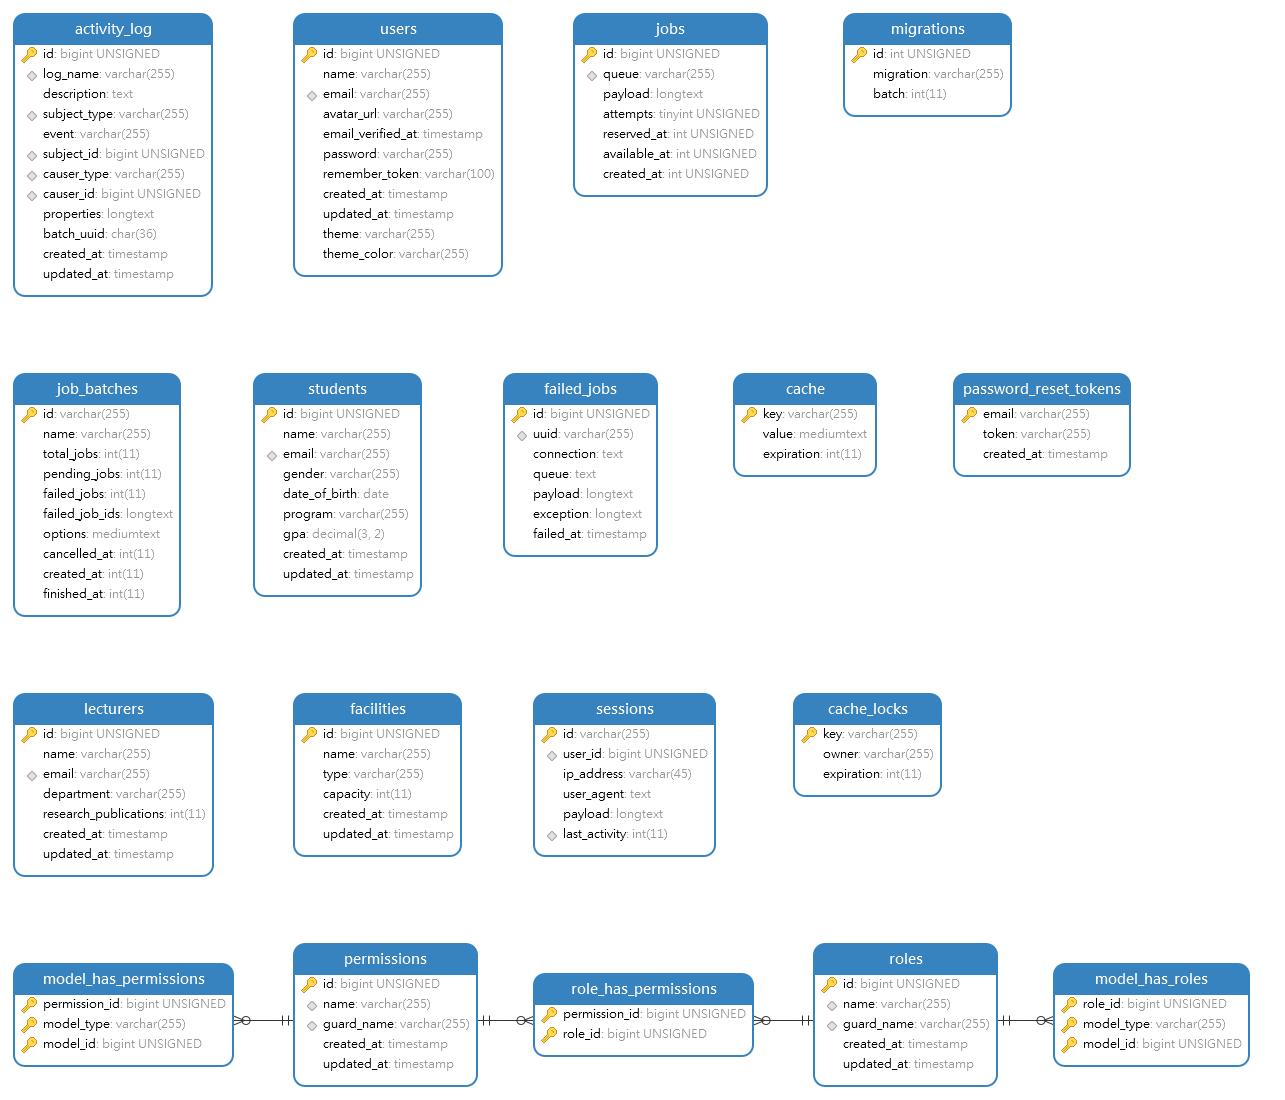 activity_log
id: bigint UNSIGNED
log_name: varchar(255)
description: text
subject_type: varchar(255)
event: varchar(255)
subject_id: bigint UNSIGNED
causer_type: varchar(255)
causer_id: bigint UNSIGNED
properties: longtext
batch_uuid: char(36)
created_at: timestamp
updated_at: timestamp
users
id: bigint UNSIGNED
name: varchar(255)
email: varchar(255)
avatar_url: varchar(255)
email_verified_at: timestamp
password: varchar(255)
remember_token: varchar(100)
created_at: timestamp
updated_at: timestamp
theme: varchar(255)
theme_color: varchar(255)
jobs
id: bigint UNSIGNED
queue: varchar(255)
payload: longtext
attempts: tinyint UNSIGNED
reserved_at: int UNSIGNED
available_at: int UNSIGNED
created_at: int UNSIGNED
migrations
id: int UNSIGNED
migration: varchar(255)
batch: int(11)
job_batches
id: varchar(255)
name: varchar(255)
total_jobs: int(11)
pending_jobs: int(11)
failed_jobs: int(11)
failed_job_ids: longtext
options: mediumtext
cancelled_at: int(11)
created_at: int(11)
finished_at: int(11)
students
id: bigint UNSIGNED
name: varchar(255)
email: varchar(255)
gender: varchar(255)
date_of_birth: date
program: varchar(255)
gpa: decimal(3, 2)
created_at: timestamp
updated_at: timestamp
failed_jobs
id: bigint UNSIGNED
uuid: varchar(255)
connection: text
queue: text
payload: longtext
exception: longtext
failed_at: timestamp
cache
key: varchar(255)
value: mediumtext
expiration: int(11)
password_reset_tokens
email: varchar(255)
token: varchar(255)
created_at: timestamp
lecturers
id: bigint UNSIGNED
name: varchar(255)
email: varchar(255)
department: varchar(255)
research_publications: int(11)
created_at: timestamp
updated_at: timestamp
facilities
id: bigint UNSIGNED
name: varchar(255)
type: varchar(255)
capacity: int(11)
created_at: timestamp
updated_at: timestamp
sessions
id: varchar(255)
user_id: bigint UNSIGNED
ip_address: varchar(45)
user_agent: text
payload: longtext
last_activity: int(11)
cache_locks
key: varchar(255)
owner: varchar(255)
expiration: int(11)
model_has_permissions
permission_id: bigint UNSIGNED
model_type: varchar(255)
model_id: bigint UNSIGNED
permissions
id: bigint UNSIGNED
name: varchar(255)
guard_name: varchar(255)
created_at: timestamp
updated_at: timestamp
role_has_permissions
permission_id: bigint UNSIGNED
role_id: bigint UNSIGNED
roles
id: bigint UNSIGNED
name: varchar(255)
guard_name: varchar(255)
created_at: timestamp
updated_at: timestamp
model_has_roles
role_id: bigint UNSIGNED
model_type: varchar(255)
model_id: bigint UNSIGNED